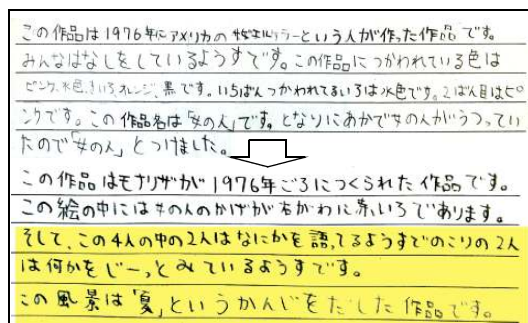 この作品は1976年にアメリカの という人が作った作品です。
みんなはなしをしているようすです。この作品につかわれている色は
ピンク、水色、きいろ、オレンジ、黒です。いちばんつかわれてるいろは水色です。2ばん目はピ
ンクです。この作品名は「女の人」です。となりにあかで女の人がうつってい
たので「女の人」とつけました。
この作品はモナリザが1976年ごろにつくられた作品です。
この絵の中には女の人のかげが右がわに赤いろであります。
そして、この4人の中の2人はなにかを語ってるようすでのこりの2人
は何かをじーっとみているようすです。
この風景は「夏」というかんじをだした作品です。